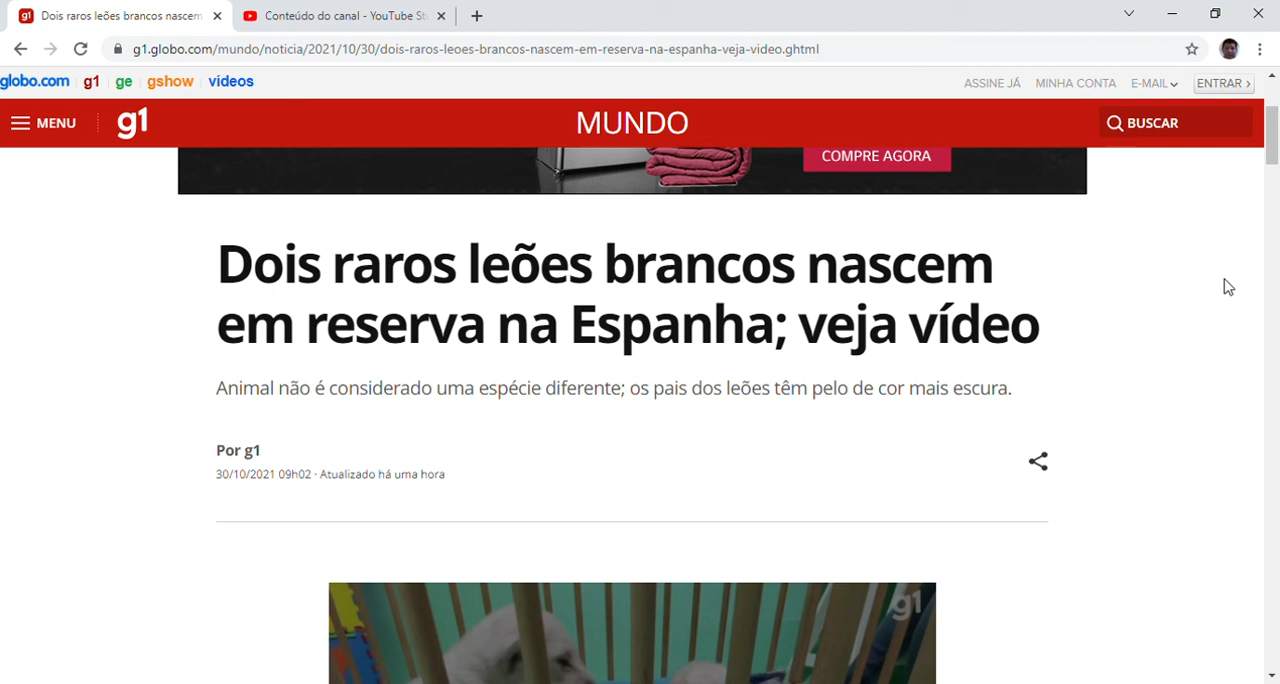 Dois raros leões brancos nascem
Conteúdo do canal - YouTube St
g1.globo.com/mundo/noticia/2021/10/30/dois-raros-leoes-brancos-nascem-em-reserva-na-espanha-veja-video.ghtml
globo.com g1 ge gshow vídeos ASSINE JÁ MINHA CONTA E-MAIL ENTRAR ›
MENU g1 MUNDO BUSCAR
COMPRE AGORA
Dois raros leões brancos nascem
em reserva na Espanha; veja vídeo
Animal não é considerado uma espécie diferente; os pais dos leões têm pelo de cor mais escura.
Por g1
30/10/2021 09h02 · Atualizado há uma hora
g1